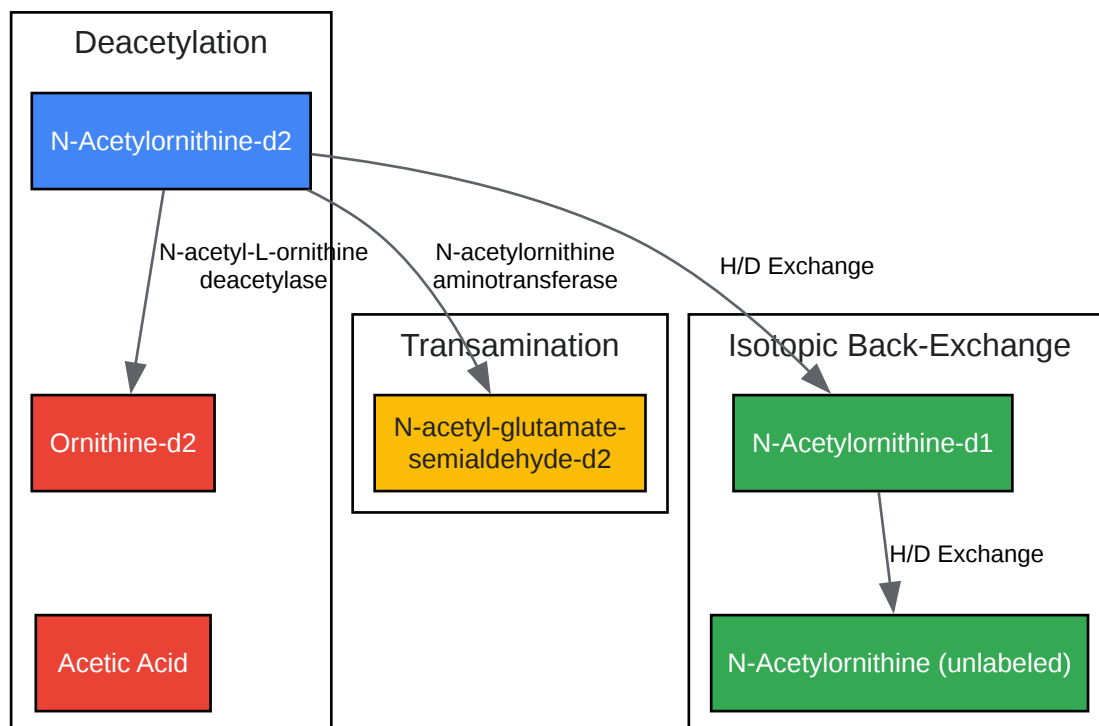 Deacetylation
N-Acetylornithine-d2
N-acetyl-L-ornithine
deacetylase
N-acetylornithine
aminotransferase
H/D Exchange
Transamination
Isotopic Back-Exchange
Ornithine-d2
N-acetyl-glutamate-
semialdehyde-d2
N-Acetylornithine-d1
H/D Exchange
Acetic Acid
N-Acetylornithine (unlabeled)